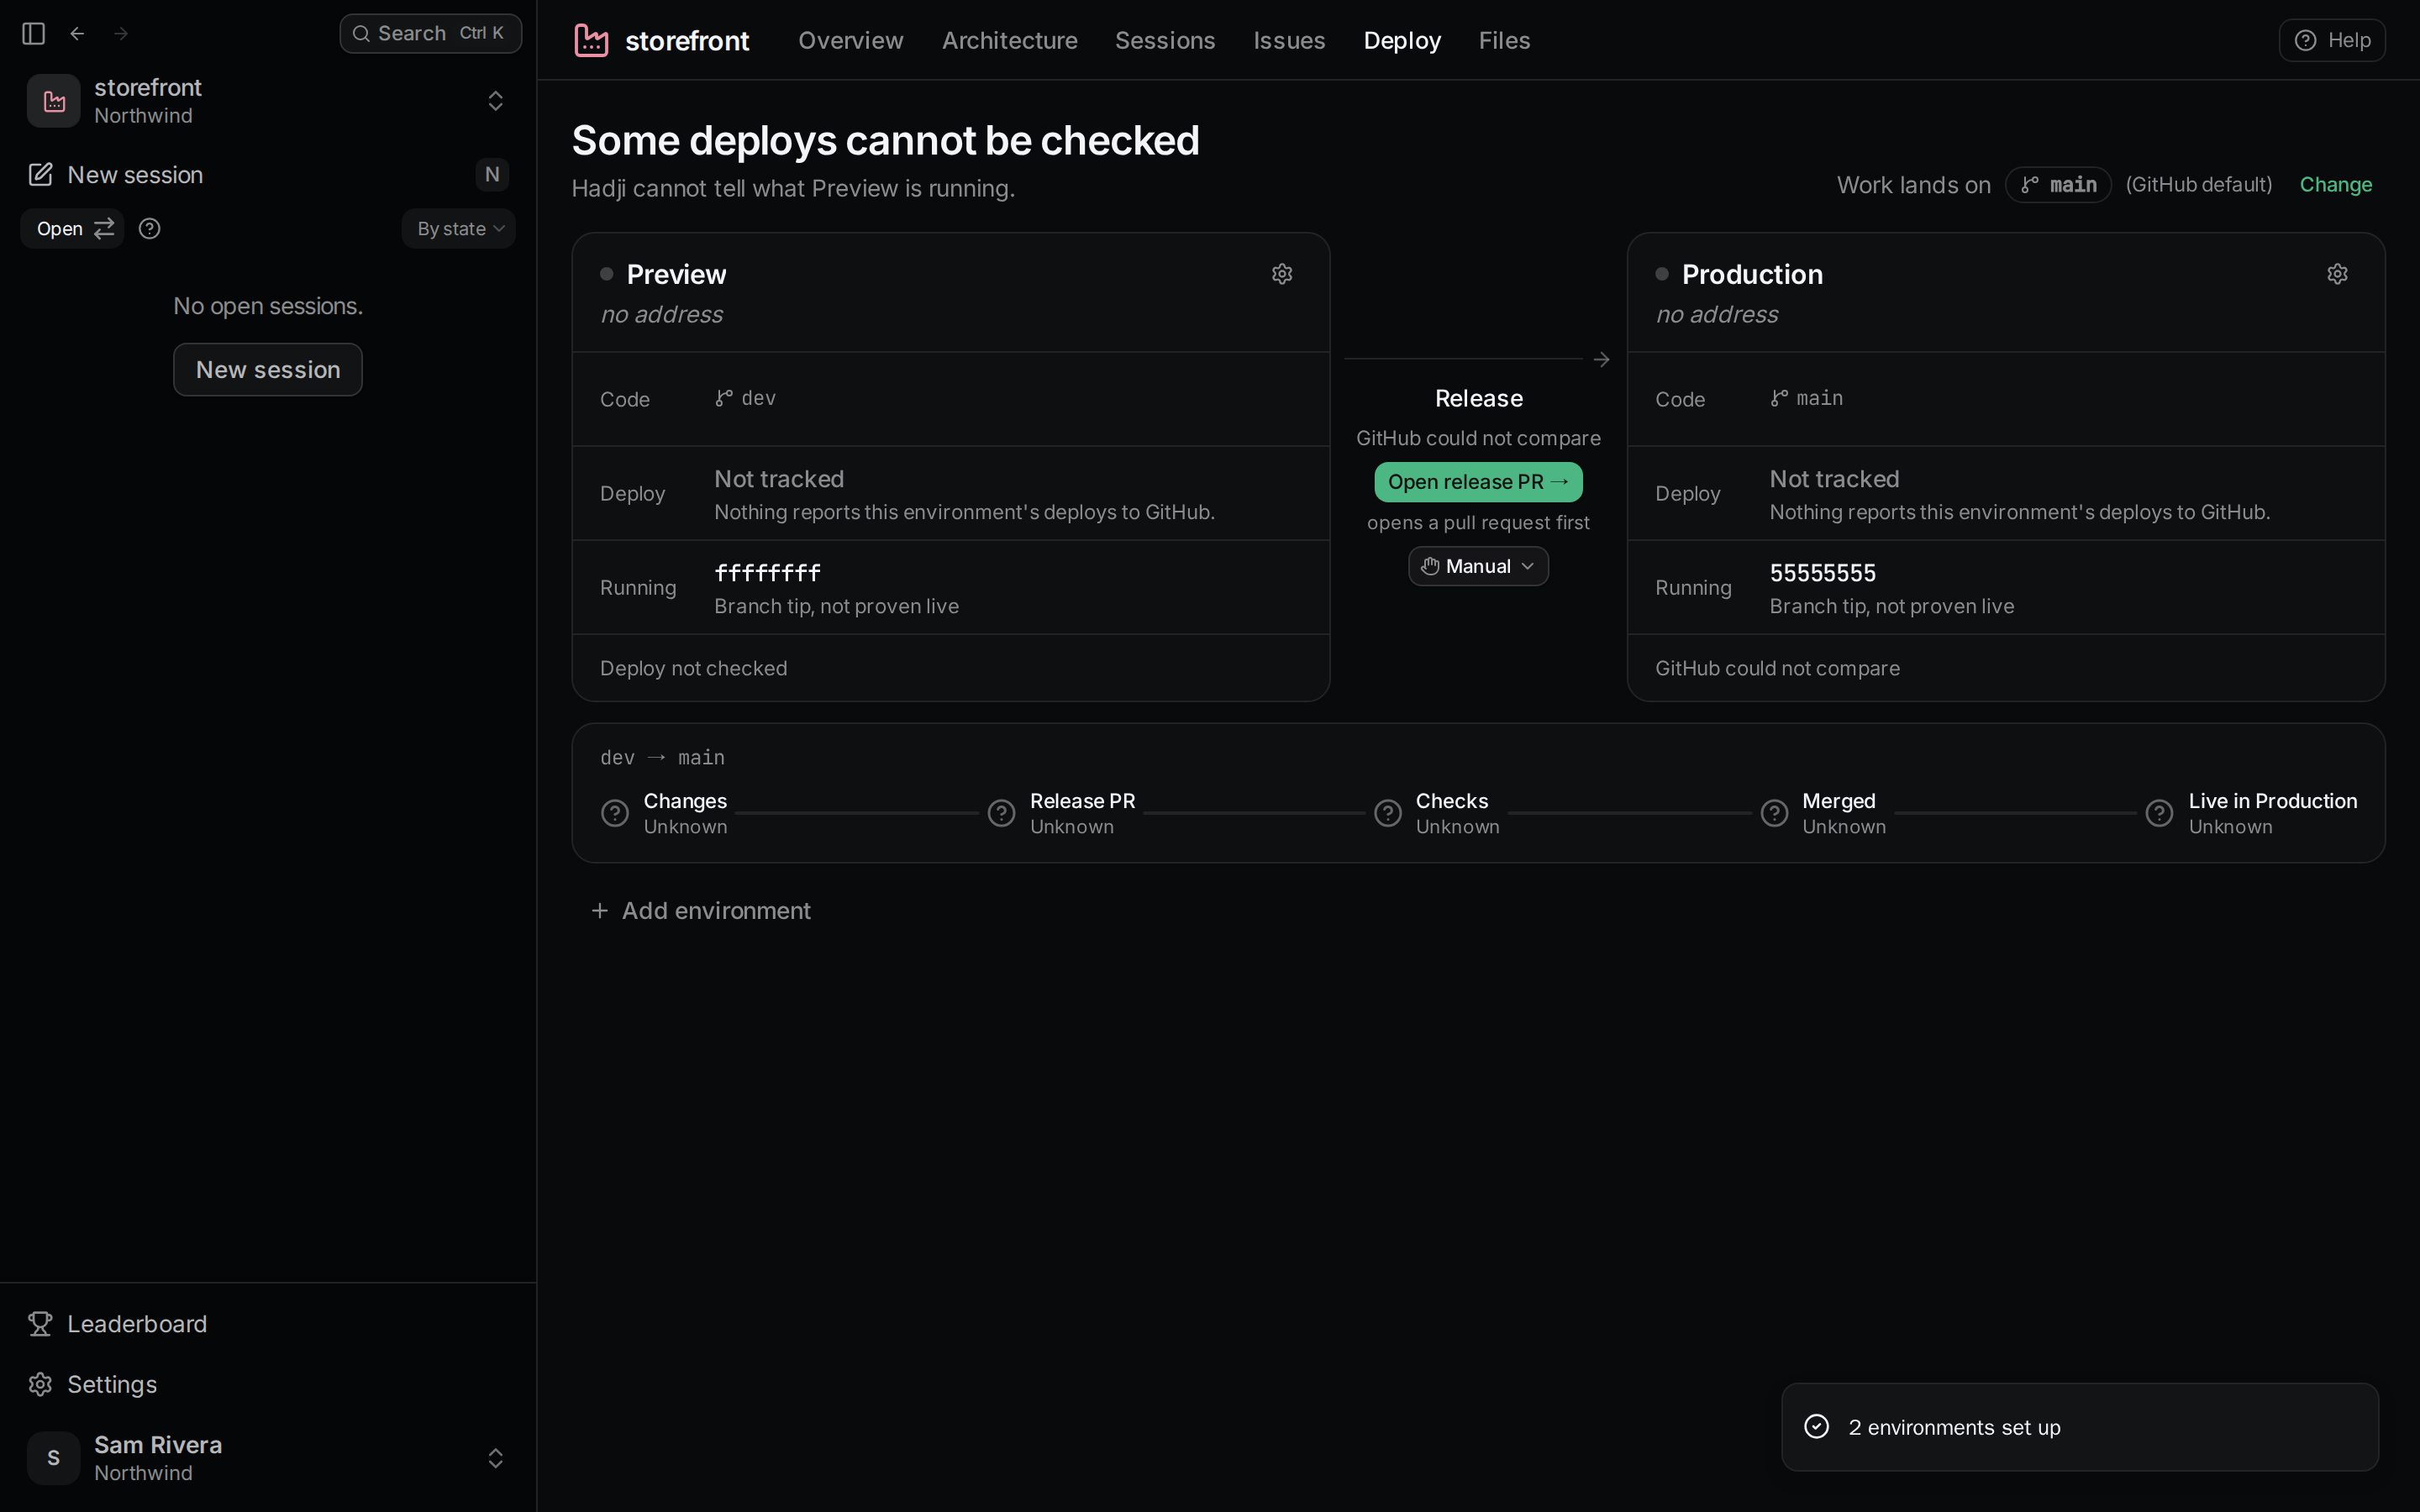 Search Ctrl K
storefront
Northwind
New session N
Open
By state
No open sessions.
New session
Leaderboard
Settings
S
Sam Rivera
Northwind
storefront
Overview
Architecture
Sessions
Issues
Deploy
Files
Help
Some deploys cannot be checked
Hadji cannot tell what Preview is running.
Work lands on main (GitHub default) Change
Preview
no address
Code dev
Deploy
Not tracked
Nothing reports this environment's deploys to GitHub.
Running
ffffffff
Branch tip, not proven live
Deploy not checked
Release
GitHub could not compare
Open release PR →
opens a pull request first
Manual
Production
no address
Code main
Deploy
Not tracked
Nothing reports this environment's deploys to GitHub.
Running
55555555
Branch tip, not proven live
GitHub could not compare
dev → main
Changes
Unknown
Release PR
Unknown
Checks
Unknown
Merged
Unknown
Live in Production
Unknown
+ Add environment
2 environments set up